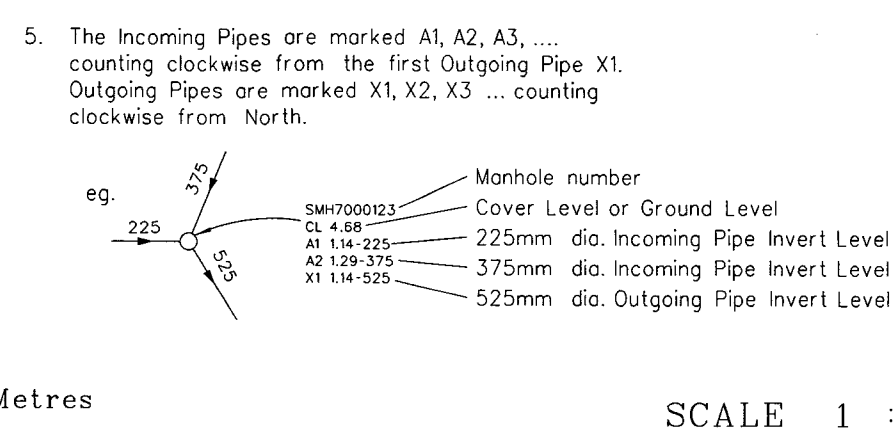 5. The Incoming Pipes are marked A1, A2, A3, ....
counting clockwise from the first Outgoing Pipe X1.
Outgoing Pipes are marked X1, X2, X3 ... counting
clockwise from North.
eg.
375
225
525
SMH7000123
CL 4.68
A1 1.14-225
A2 1.29-375
X1 1.14-525
Manhole number
Cover Level or Ground Level
225mm dia. Incoming Pipe Invert Level
375mm dia. Incoming Pipe Invert Level
525mm dia. Outgoing Pipe Invert Level
Metres
SCALE 1 :